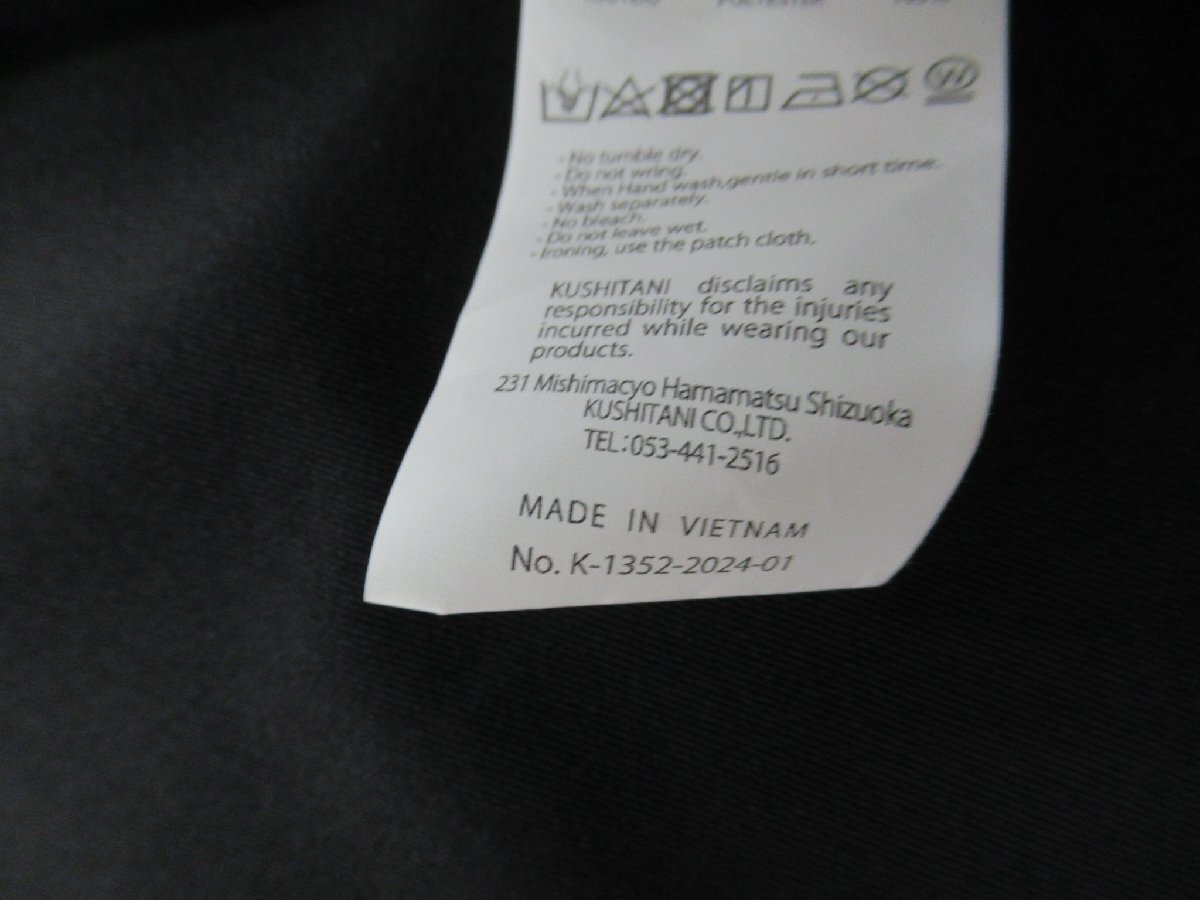 POLYESTER
- No tumble dry.
- Do not wring.
- When Hand wash,gentle in short time.
- Wash separately.
- No bleach.
- Do not leave wet.
- Ironing, use the patch cloth.
KUSHITANI disclaims any
responsibility for the injuries
incurred while wearing our
products.
231 Mishimacyo Hamamatsu Shizuoka
KUSHITANI CO.,LTD.
TEL:053-441-2516
MADE IN VIETNAM
No. K-1352-2024-01